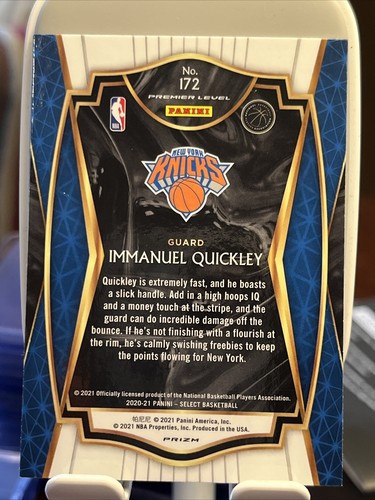 No.
172
PREMIER LEVEL
PANINI
NBA
NEW YORK
KNICKS
GUARD
IMMANUEL QUICKLEY
Quickley is extremely fast, and he boasts
a slick handle. Add in a high hoops IQ
and a money touch at the stripe, and the
guard can do incredible damage off the
bounce. If he's not finishing with a flourish at
the rim, he's calmly swishing freebies to keep
the points flowing for New York.
© 2021 Officially licensed product of the National Basketball Players Association.
2020-21 PANINI – SELECT BASKETBALL
帕尼尼 © 2021 Panini America, Inc.
© 2021 NBA Properties, Inc. Produced in the USA.
PRIZM